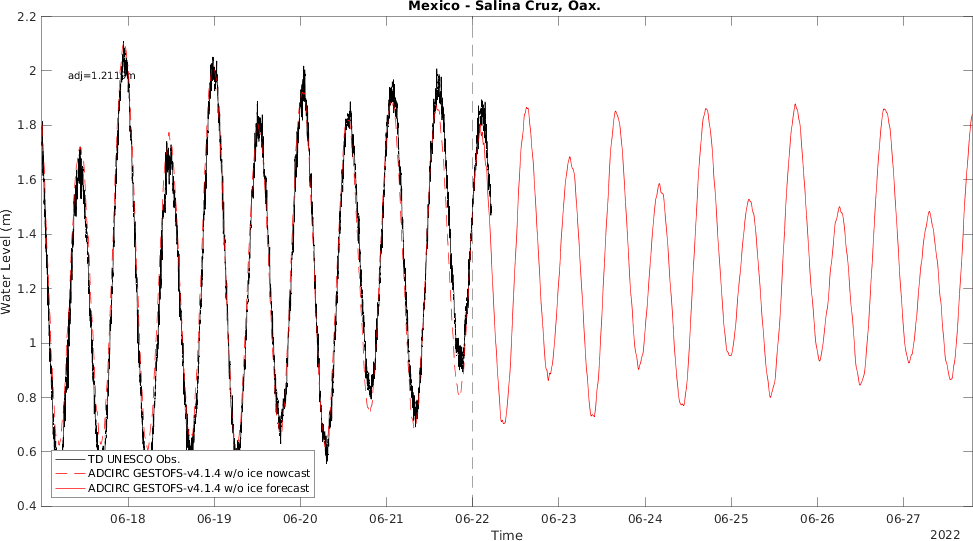 Mexico - Salina Cruz, Oax.
Water Level (m)
2.2
2
1.8
1.6
1.4
1.2
1
0.8
0.6
0.4
adj=1.211 m
TD UNESCO Obs.
ADCIRC GESTOFS-v4.1.4 w/o ice nowcast
ADCIRC GESTOFS-v4.1.4 w/o ice forecast
06-18 06-19 06-20 06-21 06-22 06-23 06-24 06-25 06-26 06-27
Time
2022